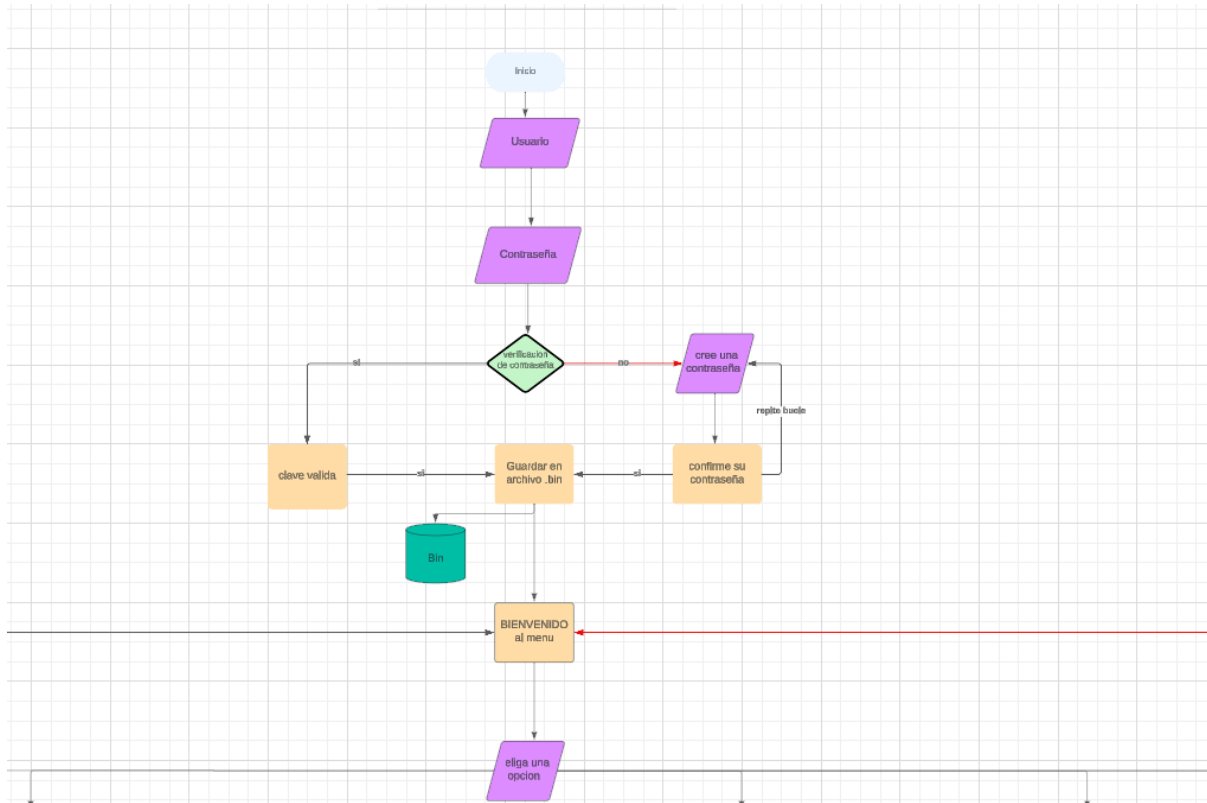 Inicio
Usuario
Contraseña
verificacion
de contraseña
si
no
cree una
contraseña
repite bucle
clave valida
si
Guardar en
archivo .bin
si
confirme su
contraseña
Bin
BIENVENIDO
al menu
eliga una
opcion